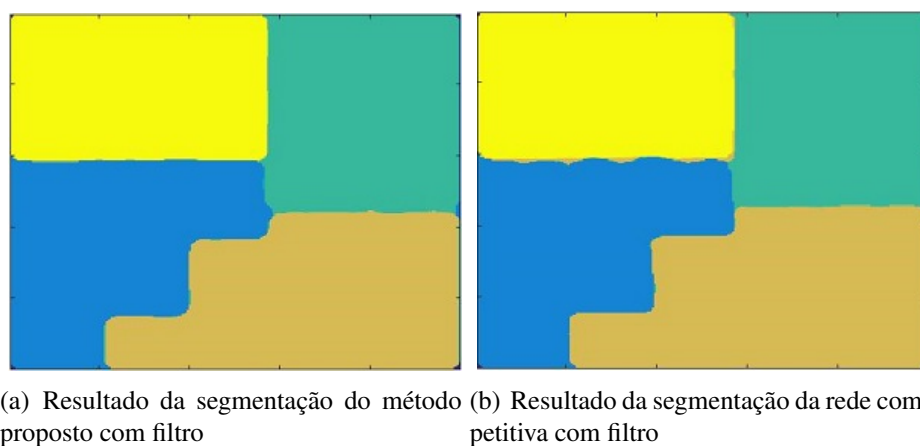 (a) Resultado da segmentação do método
proposto com filtro
(b) Resultado da segmentação da rede com
petitiva com filtro